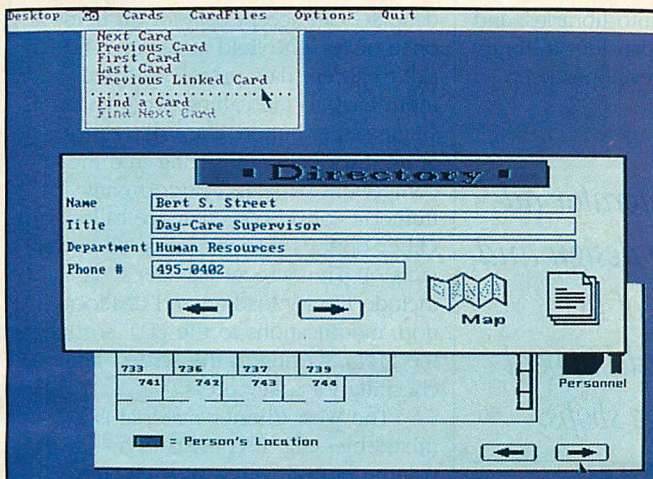 Desktop Go Cards CardFiles Options Quit
Next Card
Previous Card
First Card
Last Card
Previous Linked Card
Find a Card
Find Next Card
Directory
Name Bert S. Street
Title Day-Care Supervisor
Department Human Resources
Phone # 495-0402
Map
733 736 737 739
741 742 743 744
Personnel
= Person's Location